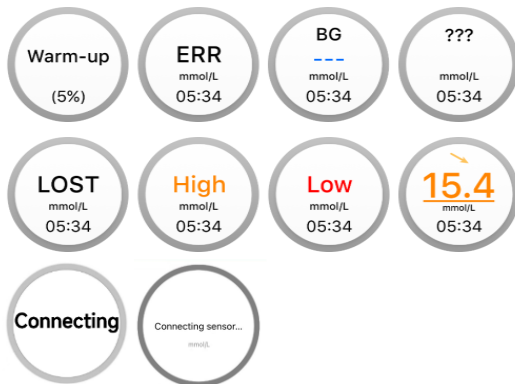 Warm-up
(5%)
ERR
mmol/L
05:34
BG
---
mmol/L
05:34
???
mmol/L
05:34
LOST
mmol/L
05:34
High
mmol/L
05:34
Low
mmol/L
05:34
15.4
mmol/L
05:34
Connecting
Connecting sensor...
mmol/L